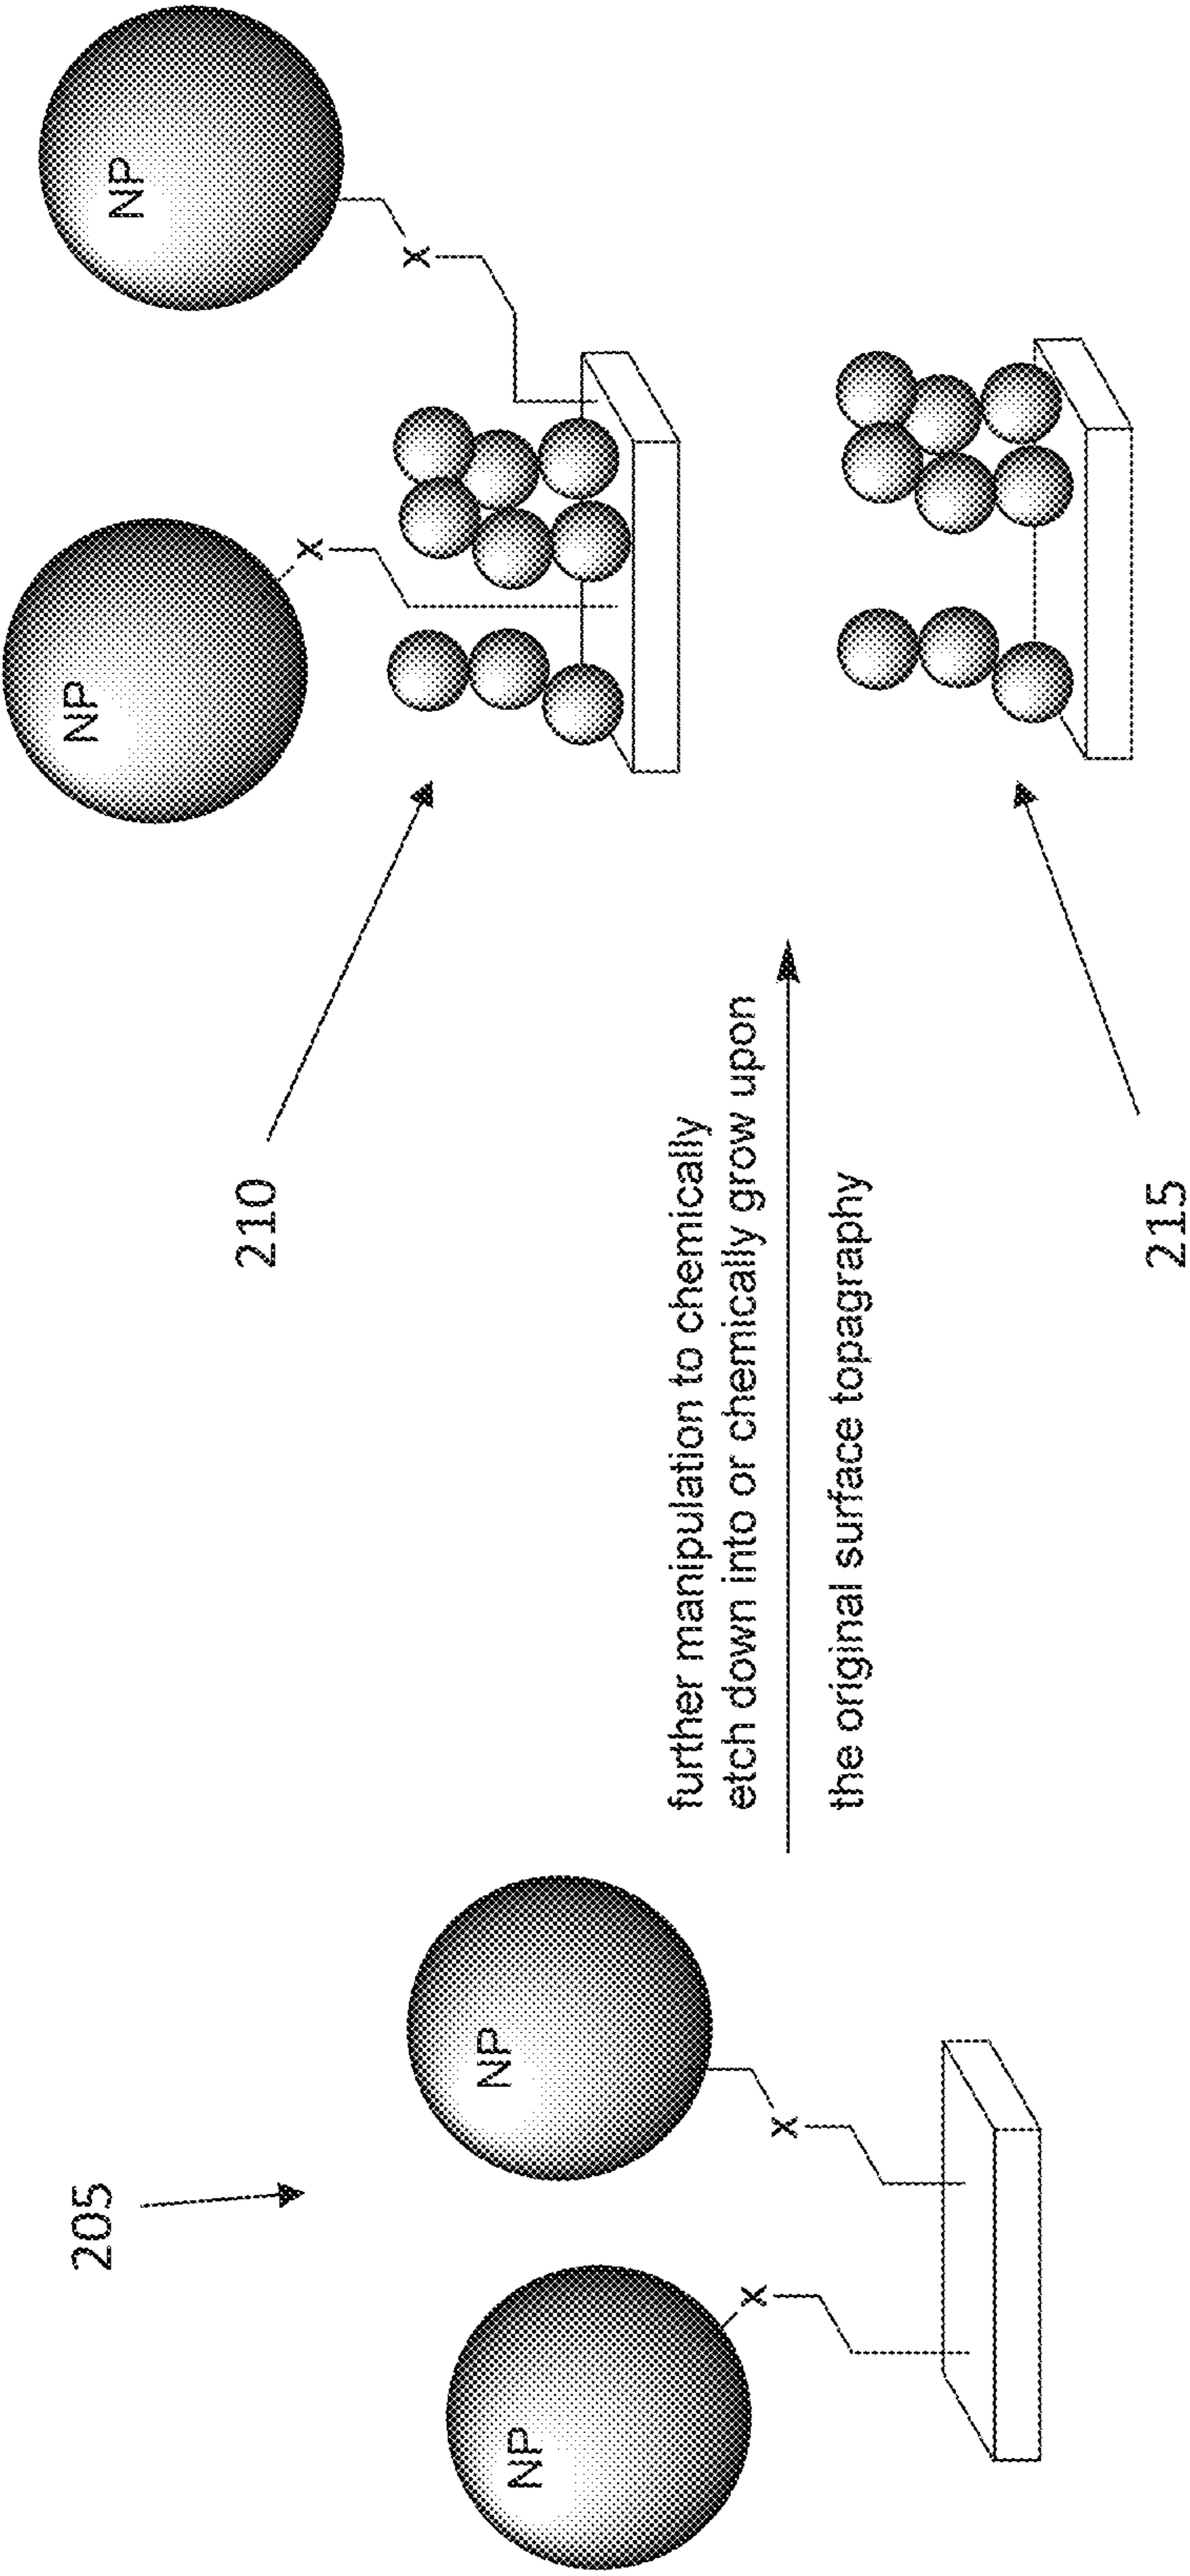 205
NP
X
NP
X
further manipulation to chemically
etch down into or chemically grow upon
the original surface topagraphy
210
NP
X
NP
X
215